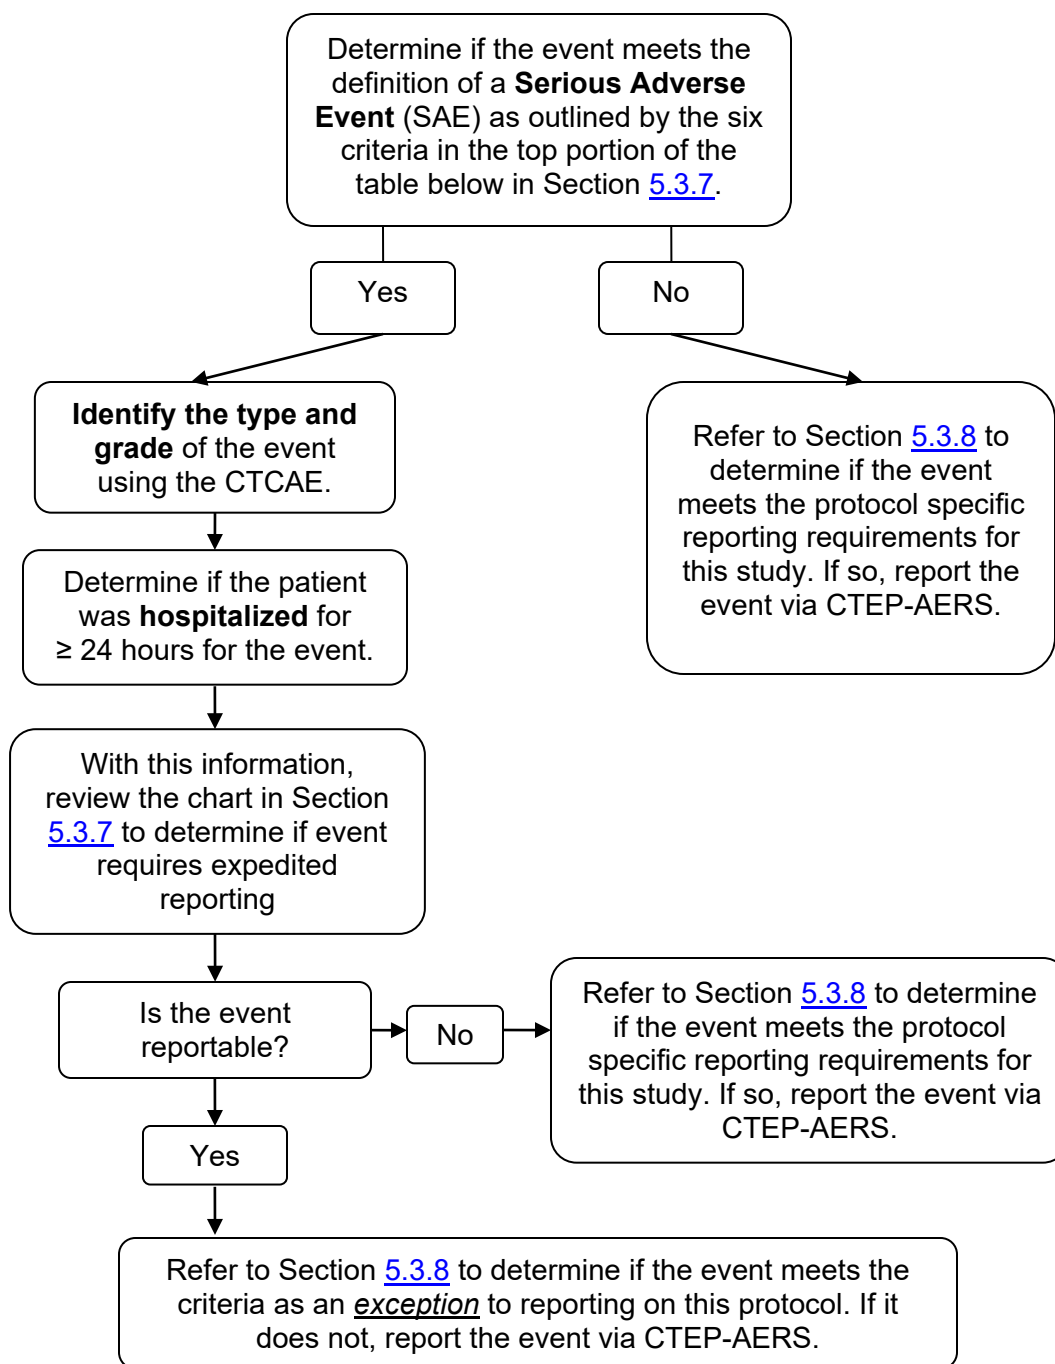 Determine if the event meets the
definition of a Serious Adverse
Event (SAE) as outlined by the six
criteria in the top portion of the
table below in Section 5.3.7.
Yes
No
Identify the type and
grade of the event
using the CTCAE.
Refer to Section 5.3.8 to
determine if the event
meets the protocol specific
reporting requirements for
this study. If so, report the
event via CTEP-AERS.
Determine if the patient
was hospitalized for
≥ 24 hours for the event.
With this information,
review the chart in Section
5.3.7 to determine if event
requires expedited
reporting
Is the event
reportable?
No
Refer to Section 5.3.8 to determine
if the event meets the protocol
specific reporting requirements for
this study. If so, report the event via
CTEP-AERS.
Yes
Refer to Section 5.3.8 to determine if the event meets the
criteria as an exception to reporting on this protocol. If it
does not, report the event via CTEP-AERS.